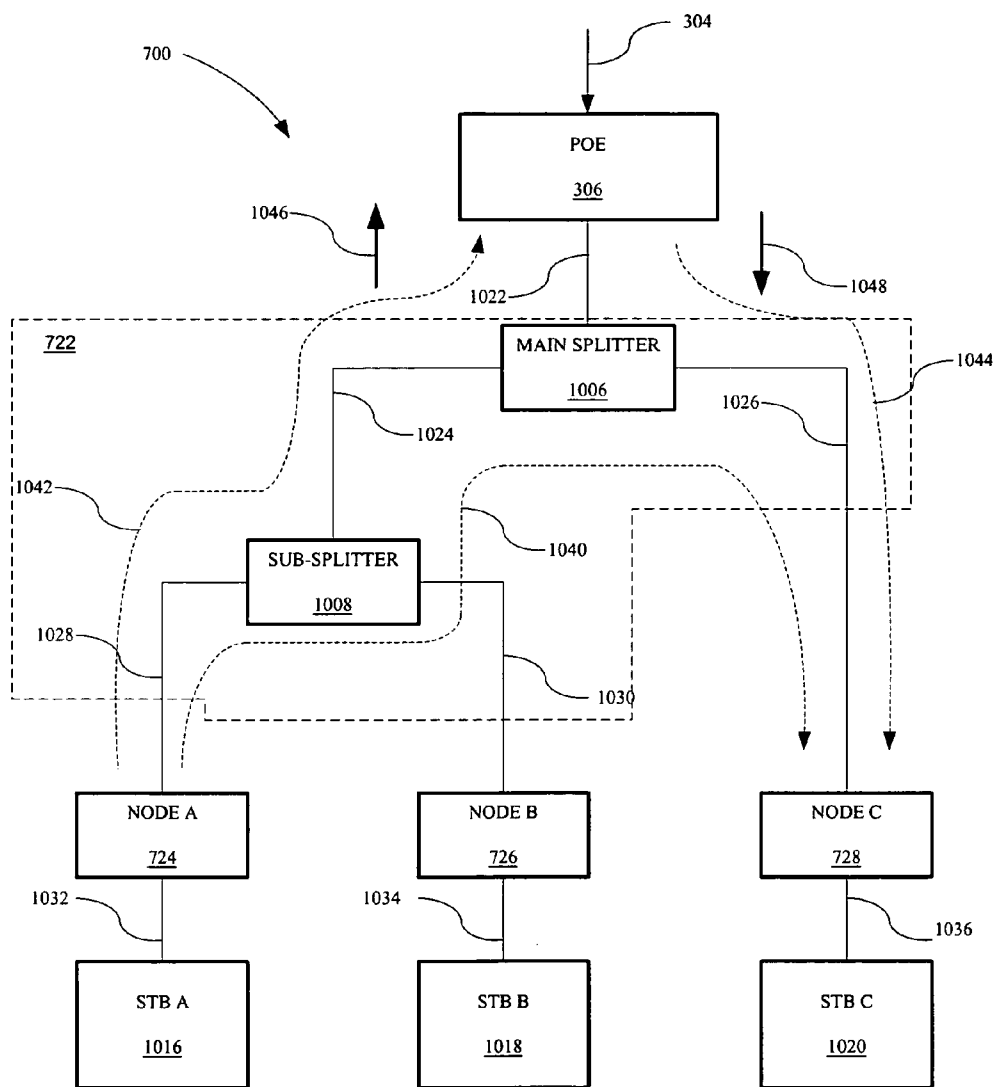 304
700
POE
306
1046
1048
1022
722
MAIN SPLITTER
1006
1044
1024
1026
1042
1040
SUB-SPLITTER
1008
1028
1030
NODE A
724
NODE B
726
NODE C
728
1032
1034
1036
STB A
1016
STB B
1018
STB C
1020